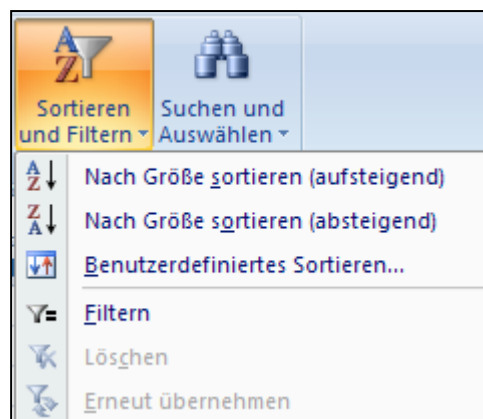 Sortieren
und Filtern
Suchen und
Auswählen
Nach Größe sortieren (aufsteigend)
Nach Größe sortieren (absteigend)
Benutzerdefiniertes Sortieren...
Filtern
Löschen
Erneut übernehmen